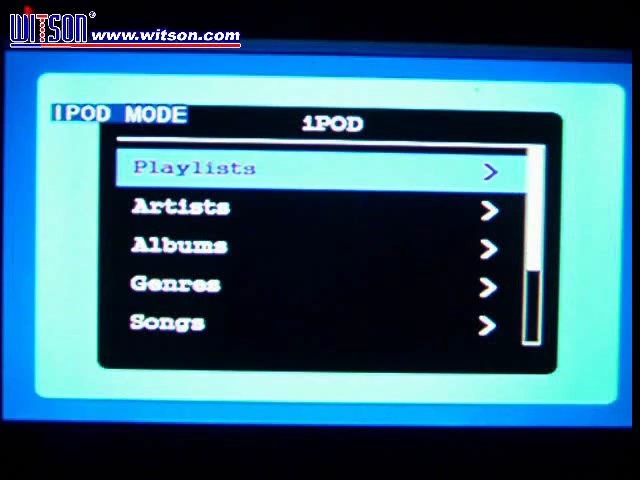 WITSON® www.witson.com
IPOD MODE
iPOD
Playlists >
Artists >
Albums >
Genres >
Songs >